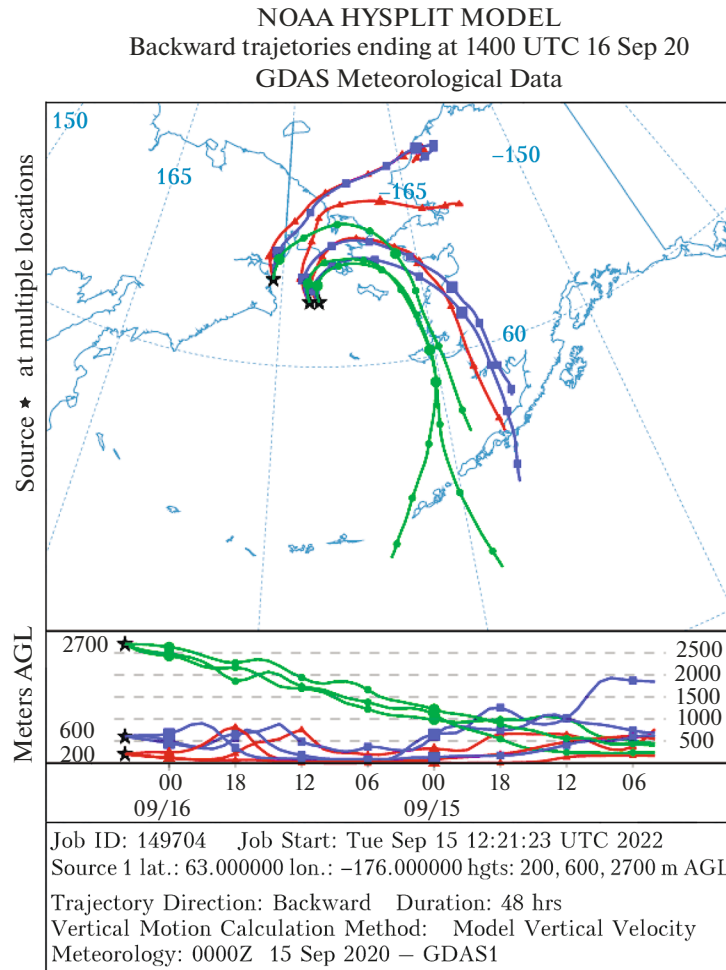 NOAA HYSPLIT MODEL
Backward trajetories ending at 1400 UTC 16 Sep 20
GDAS Meteorological Data
150
165
−165
−150
60
Source ★ at multiple locations
Meters AGL
2700
600
200
2500
2000
1500
1000
500
00 18 12 06 00 18 12 06
09/16 09/15
Job ID: 149704 Job Start: Tue Sep 15 12:21:23 UTC 2022
Source 1 lat.: 63.000000 lon.: −176.000000 hgts: 200, 600, 2700 m AGL
Trajectory Direction: Backward Duration: 48 hrs
Vertical Motion Calculation Method: Model Vertical Velocity
Meteorology: 0000Z 15 Sep 2020 − GDAS1